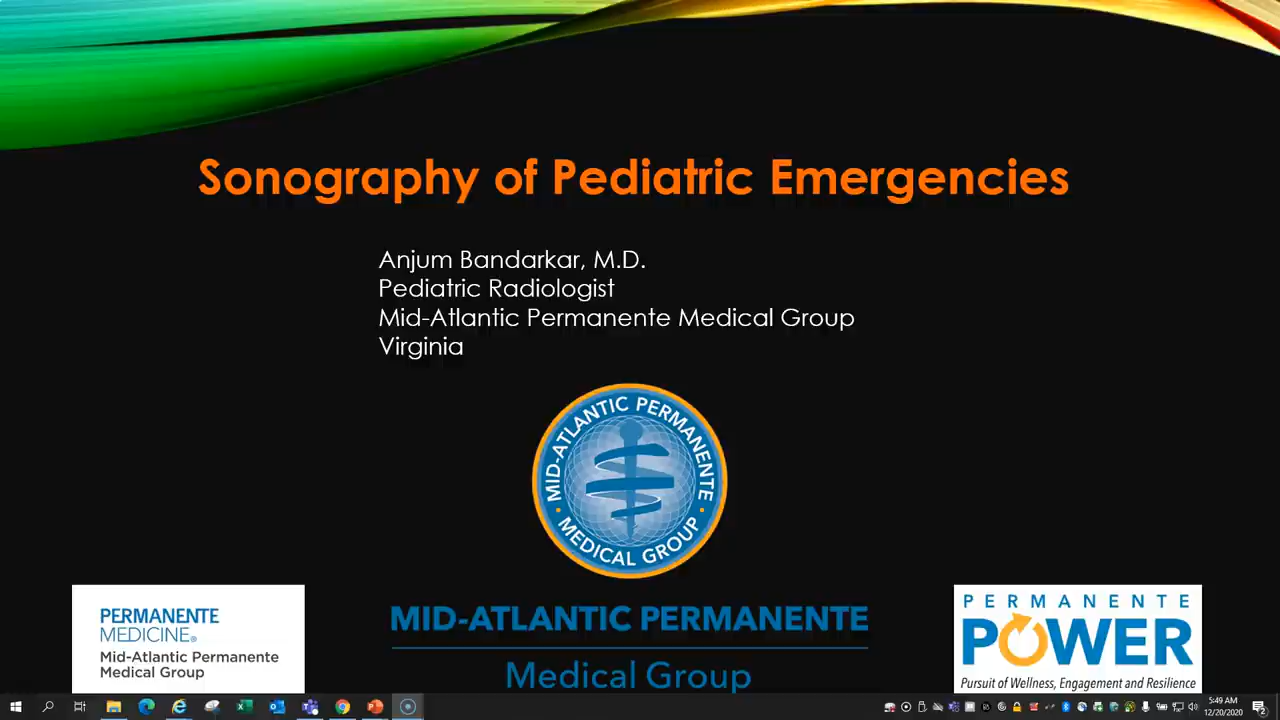 Sonography of Pediatric Emergencies
Anjum Bandarkar, M.D.
Pediatric Radiologist
Mid-Atlantic Permanente Medical Group
Virginia
MID-ATLANTIC PERMANENTE
MEDICAL GROUP
PERMANENTE
MEDICINE®
Mid-Atlantic Permanente
Medical Group
MID-ATLANTIC PERMANENTE
Medical Group
PERMANENTE
POWER
Pursuit of Wellness, Engagement and Resilience
5:49 AM
12/20/2020